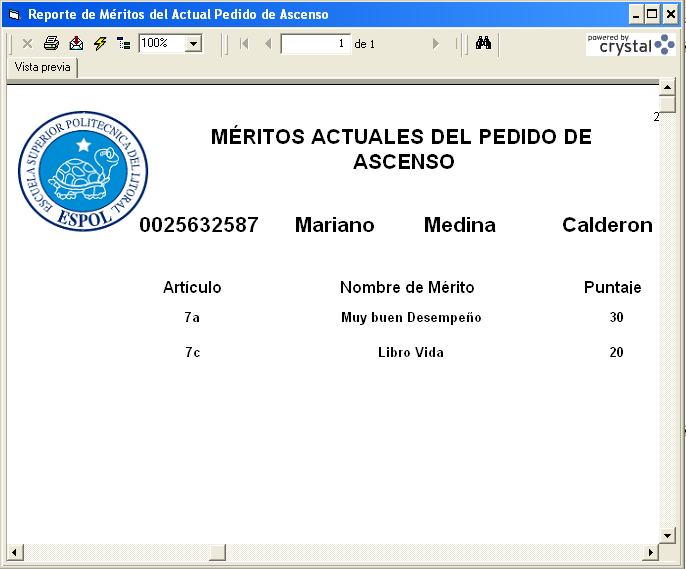 Reporte de Méritos del Actual Pedido de Ascenso
100% 1 de 1
powered by
crystal
Vista previa
2
ESCUELA SUPERIOR POLITECNICA DEL LITORAL
ESPOL
MÉRITOS ACTUALES DEL PEDIDO DE
ASCENSO
0025632587 Mariano Medina Calderon
Artículo Nombre de Mérito Puntaje
7a Muy buen Desempeño 30
7c Libro Vida 20